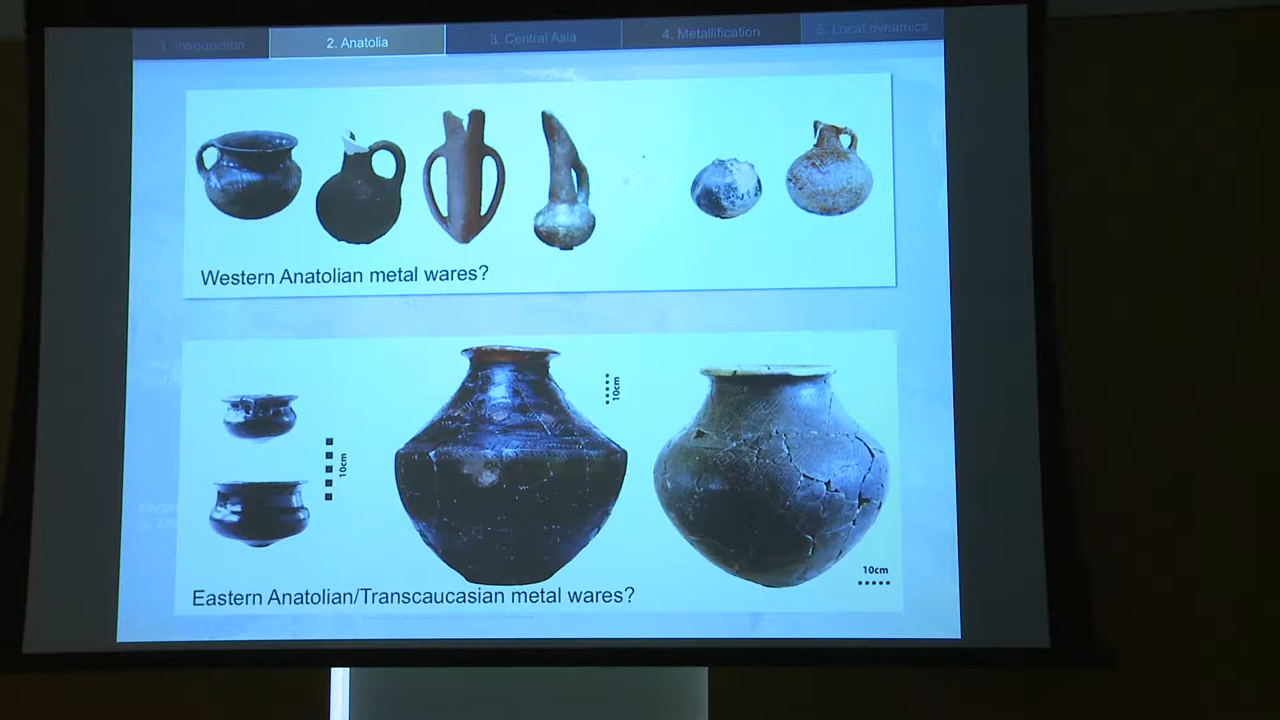 1. Introduction
2. Anatolia
3. Central Asia
4. Metallification
5. Local dynamics
Western Anatolian metal wares?
10cm
10cm
10cm
Eastern Anatolian/Transcaucasian metal wares?